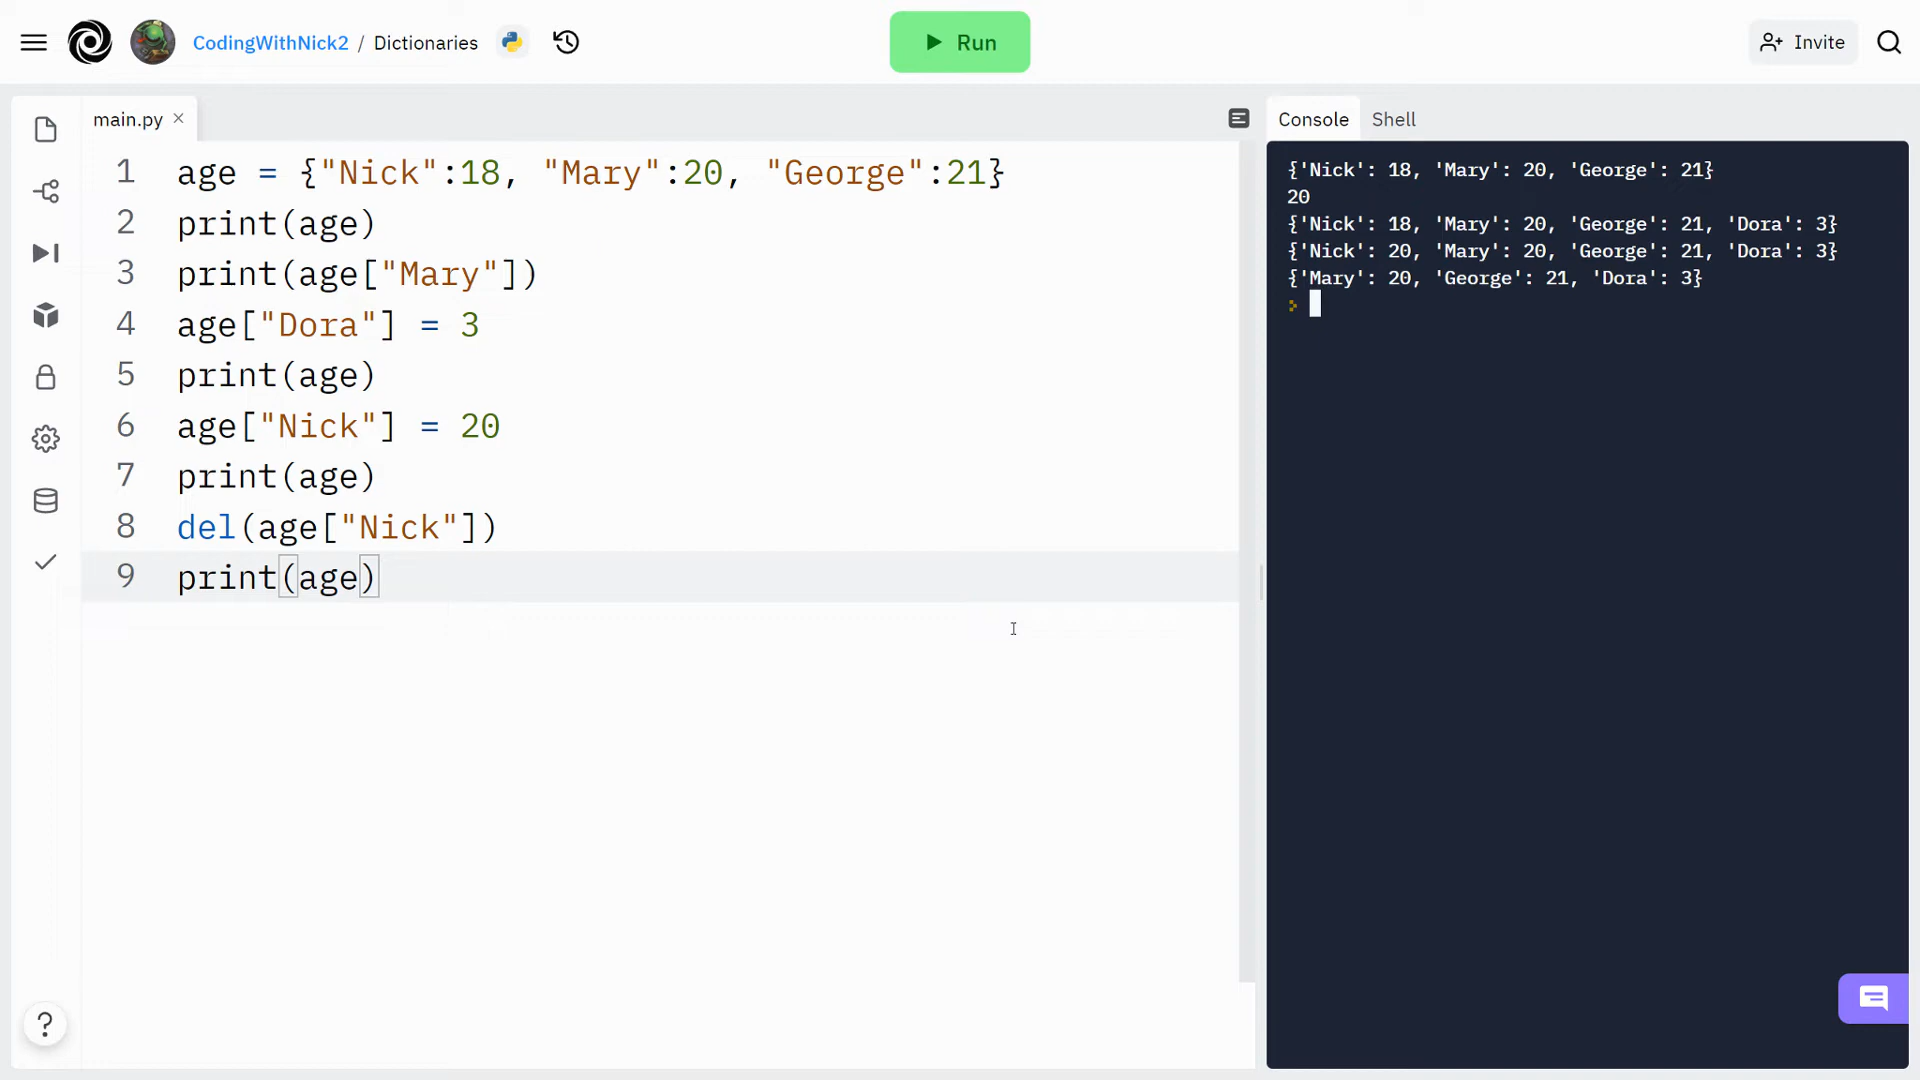 CodingWithNick2 / Dictionaries
Run
Invite
main.py
Console Shell
1 age = {"Nick":18, "Mary":20, "George":21}
2 print(age)
3 print(age["Mary"])
4 age["Dora"] = 3
5 print(age)
6 age["Nick"] = 20
7 print(age)
8 del(age["Nick"])
9 print(age)
{'Nick': 18, 'Mary': 20, 'George': 21}
20
{'Nick': 18, 'Mary': 20, 'George': 21, 'Dora': 3}
{'Nick': 20, 'Mary': 20, 'George': 21, 'Dora': 3}
{'Mary': 20, 'George': 21, 'Dora': 3}
?